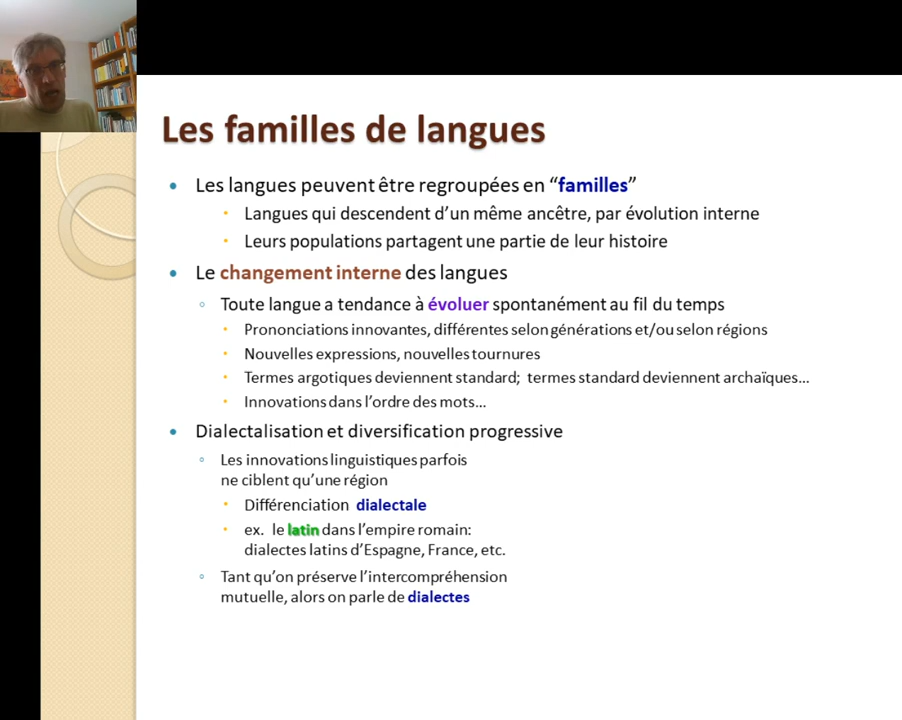 Les familles de langues
Les langues peuvent être regroupées en “familles”
Langues qui descendent d’un même ancêtre, par évolution interne
Leurs populations partagent une partie de leur histoire
Le changement interne des langues
Toute langue a tendance à évoluer spontanément au fil du temps
Prononciations innovantes, différentes selon générations et/ou selon régions
Nouvelles expressions, nouvelles tournures
Termes argotiques deviennent standard; termes standard deviennent archaïques…
Innovations dans l’ordre des mots…
Dialectalisation et diversification progressive
Les innovations linguistiques parfois
ne ciblent qu’une région
Différenciation dialectale
ex. le latin dans l’empire romain:
dialectes latins d’Espagne, France, etc.
Tant qu’on préserve l’intercompréhension
mutuelle, alors on parle de dialectes